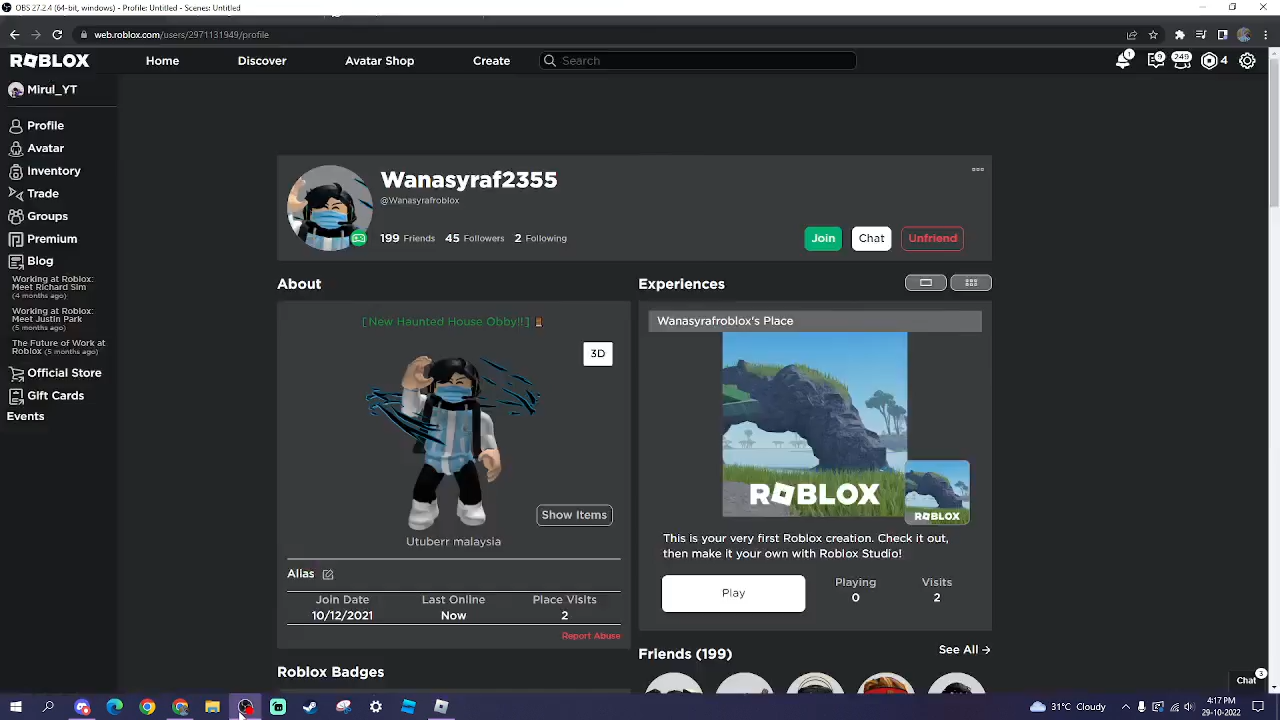 OBS 27.2.4 (64-bit, windows) - Profile: Untitled - Scenes: Untitled
web.roblox.com/users/2971131949/profile
ROBLOX
Home
Discover
Avatar Shop
Create
Search
1
9
249
4
Mirul_YT
Profile
Avatar
Inventory
Trade
Groups
Premium
Blog
Working at Roblox:
Meet Richard Sim
(4 months ago)
Working at Roblox:
Meet Justin Park
(5 months ago)
The Future of Work at
Roblox (5 months ago)
Official Store
Gift Cards
Events
Wanasyraf2355
@Wanasyrafroblox
199 Friends 45 Followers 2 Following
Join
Chat
Unfriend
About
[New Haunted House Obby!!]
3D
Show Items
Utuberr malaysia
Alias
Join Date
Last Online
Place Visits
10/12/2021
Now
2
Report Abuse
Roblox Badges
Experiences
Wanasyrafroblox's Place
ROBLOX
ROBLOX
This is your very first Roblox creation. Check it out,
then make it your own with Roblox Studio!
Play
Playing
0
Visits
2
Friends (199)
See All →
Chat
3
31°C Cloudy
4:17 PM
29-10-2022